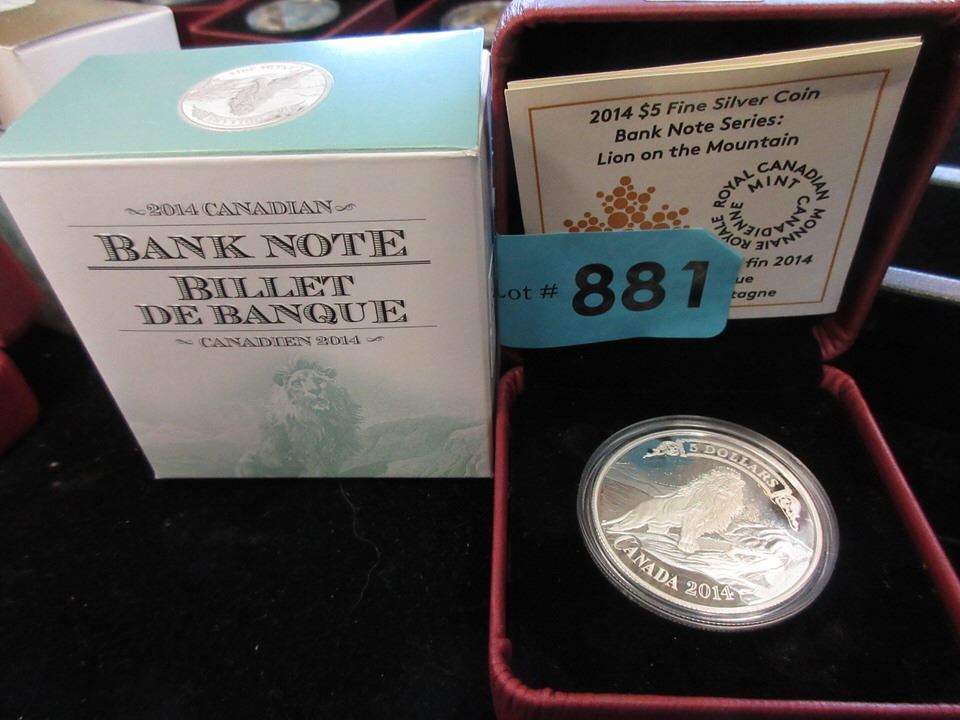 2014 CANADIAN
BANK NOTE
BILLET
DE BANQUE
CANADIEN 2014
2014 $5 Fine Silver Coin
Bank Note Series:
Lion on the Mountain
ROYAL CANADIAN MINT
MONNAIE ROYALE CANADIENNE
fin 2014
Lot # 881
5 DOLLARS
CANADA 2014